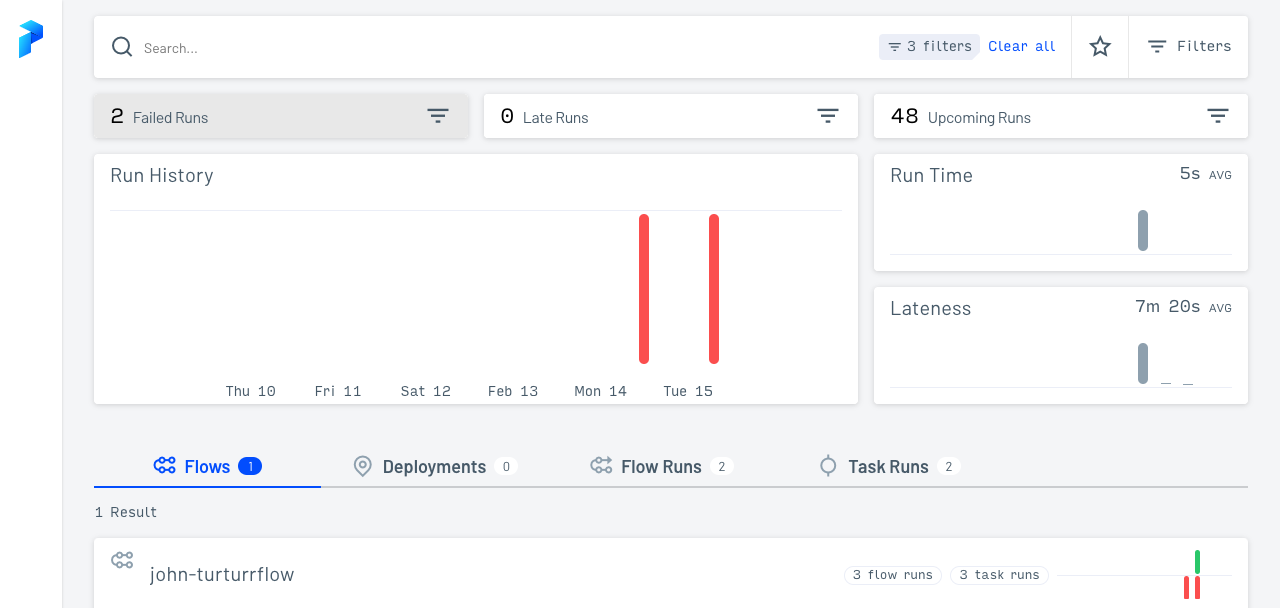 Search...
3 filters
Clear all
Filters
2 Failed Runs
0 Late Runs
48 Upcoming Runs
Run History
Thu 10
Fri 11
Sat 12
Feb 13
Mon 14
Tue 15
Run Time
5s AVG
Lateness
7m 20s AVG
Flows 1
Deployments 0
Flow Runs 2
Task Runs 2
1 Result
john-turturrflow
3 flow runs
3 task runs